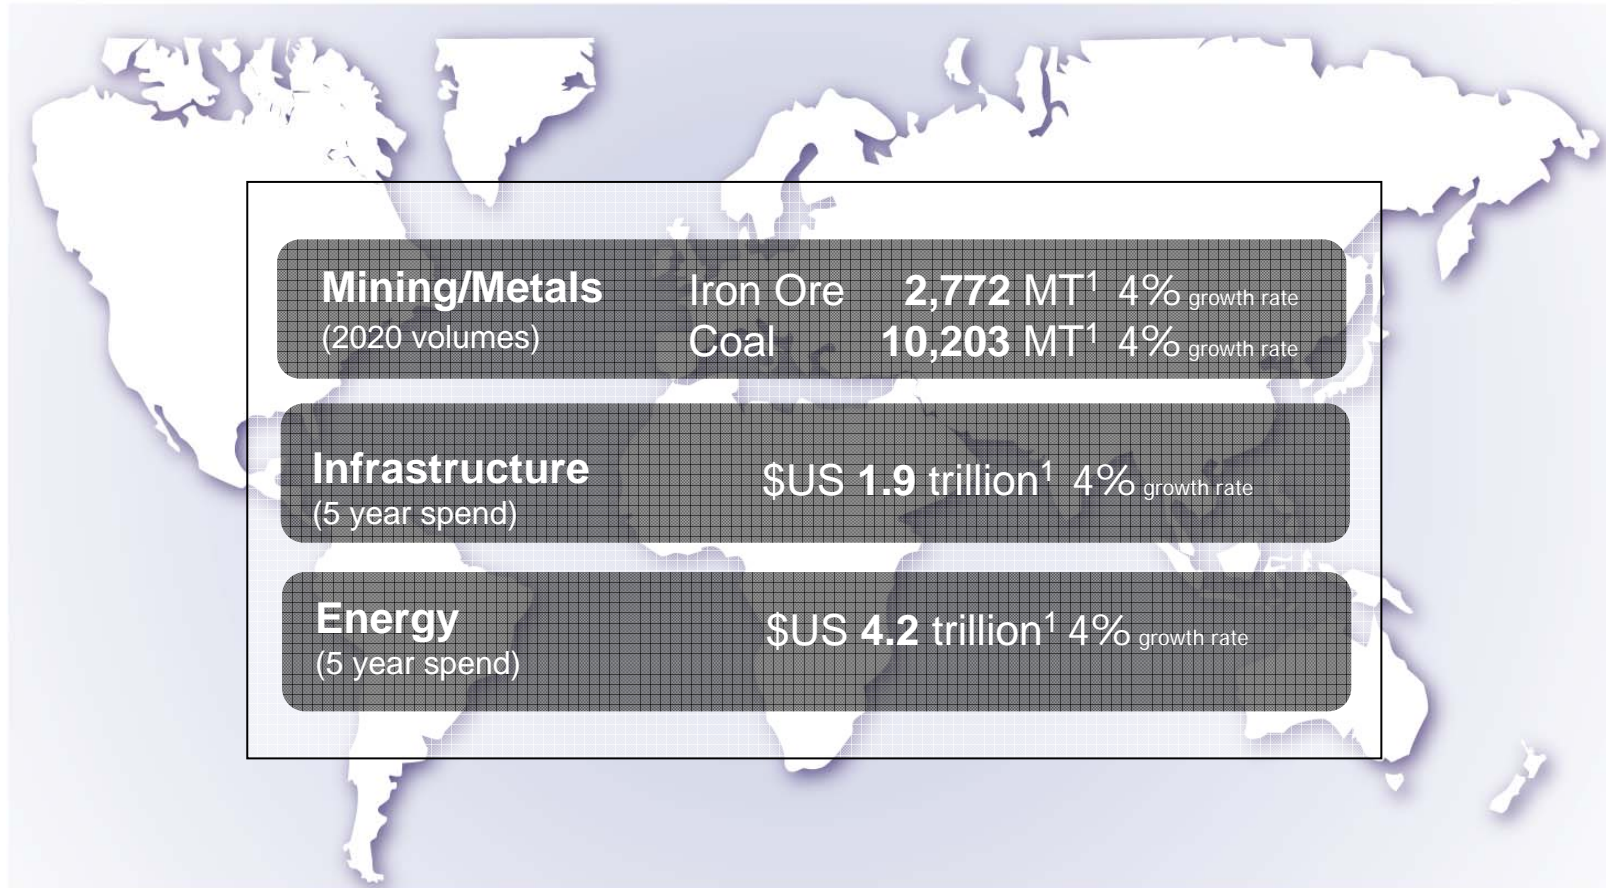 Mining/Metals Iron Ore 2,772 MT¹ 4% growth rate
(2020 volumes) Coal 10,203 MT¹ 4% growth rate
Infrastructure $US 1.9 trillion¹ 4% growth rate
(5 year spend)
Energy $US 4.2 trillion¹ 4% growth rate
(5 year spend)